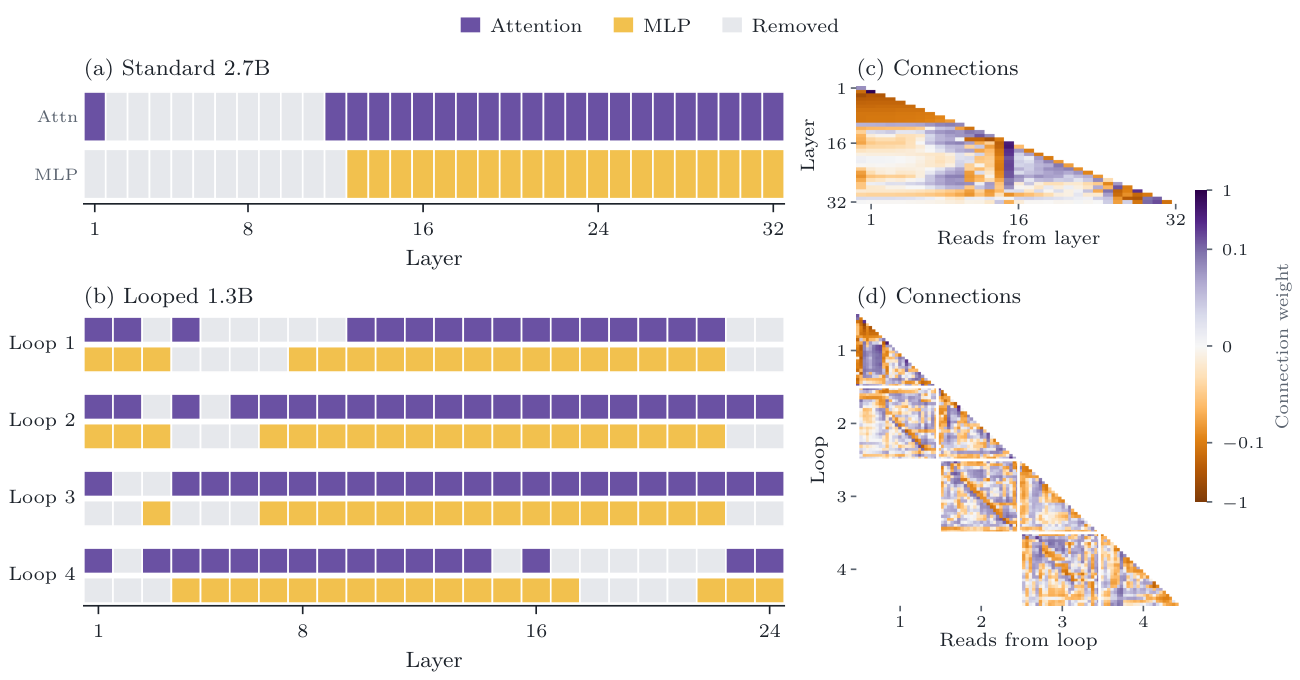 Attention MLP Removed
(a) Standard 2.7B
Attn
MLP
1 8 16 24 32
Layer
(c) Connections
1
16
32
Layer
1 16 32
Reads from layer
(b) Looped 1.3B
Loop 1
Loop 2
Loop 3
Loop 4
1 8 16 24
Layer
(d) Connections
1
2
3
4
Loop
1 2 3 4
Reads from loop
1
0.1
0
−0.1
−1
Connection weight